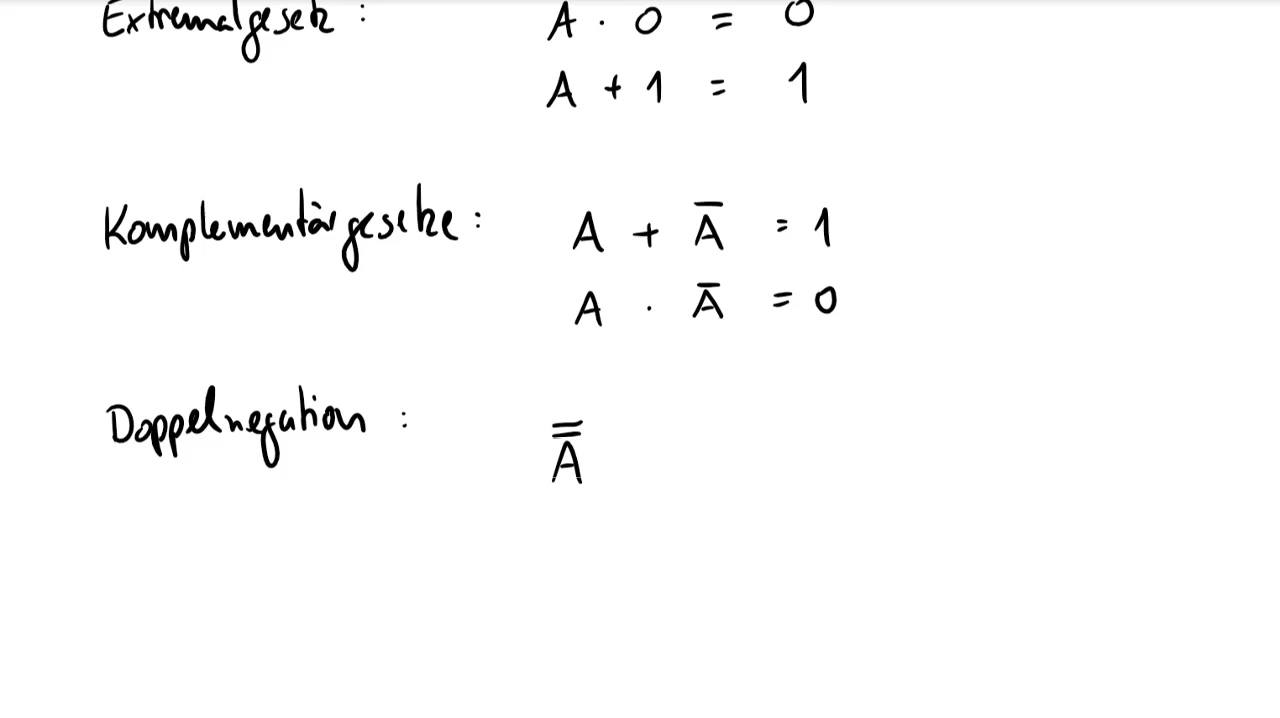 Extremalgesetz : A · 0 = 0
A + 1 = 1
Komplementärgesetze : A + A̅ = 1
A · A̅ = 0
Doppelnegation : A̿